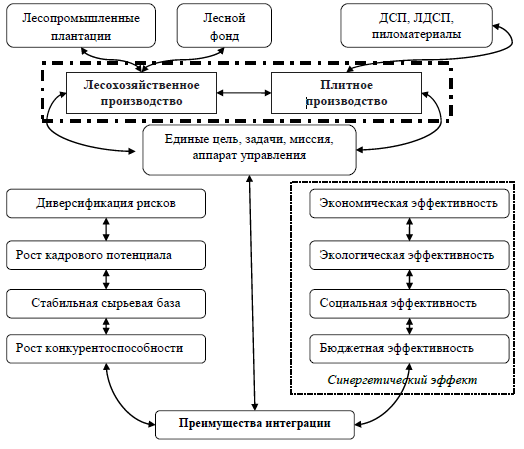 Лесопромышленные
плантации
Лесной
фонд
ДСП, ЛДСП,
пиломатериалы
Лесохозяйственное
производство
Плитное
производство
Единые цель, задачи, миссия,
аппарат управления
Диверсификация рисков
Рост кадрового потенциала
Стабильная сырьевая база
Рост конкурентоспособности
Экономическая эффективность
Экологическая эффективность
Социальная эффективность
Бюджетная эффективность
Синергетический эффект
Преимущества интеграции